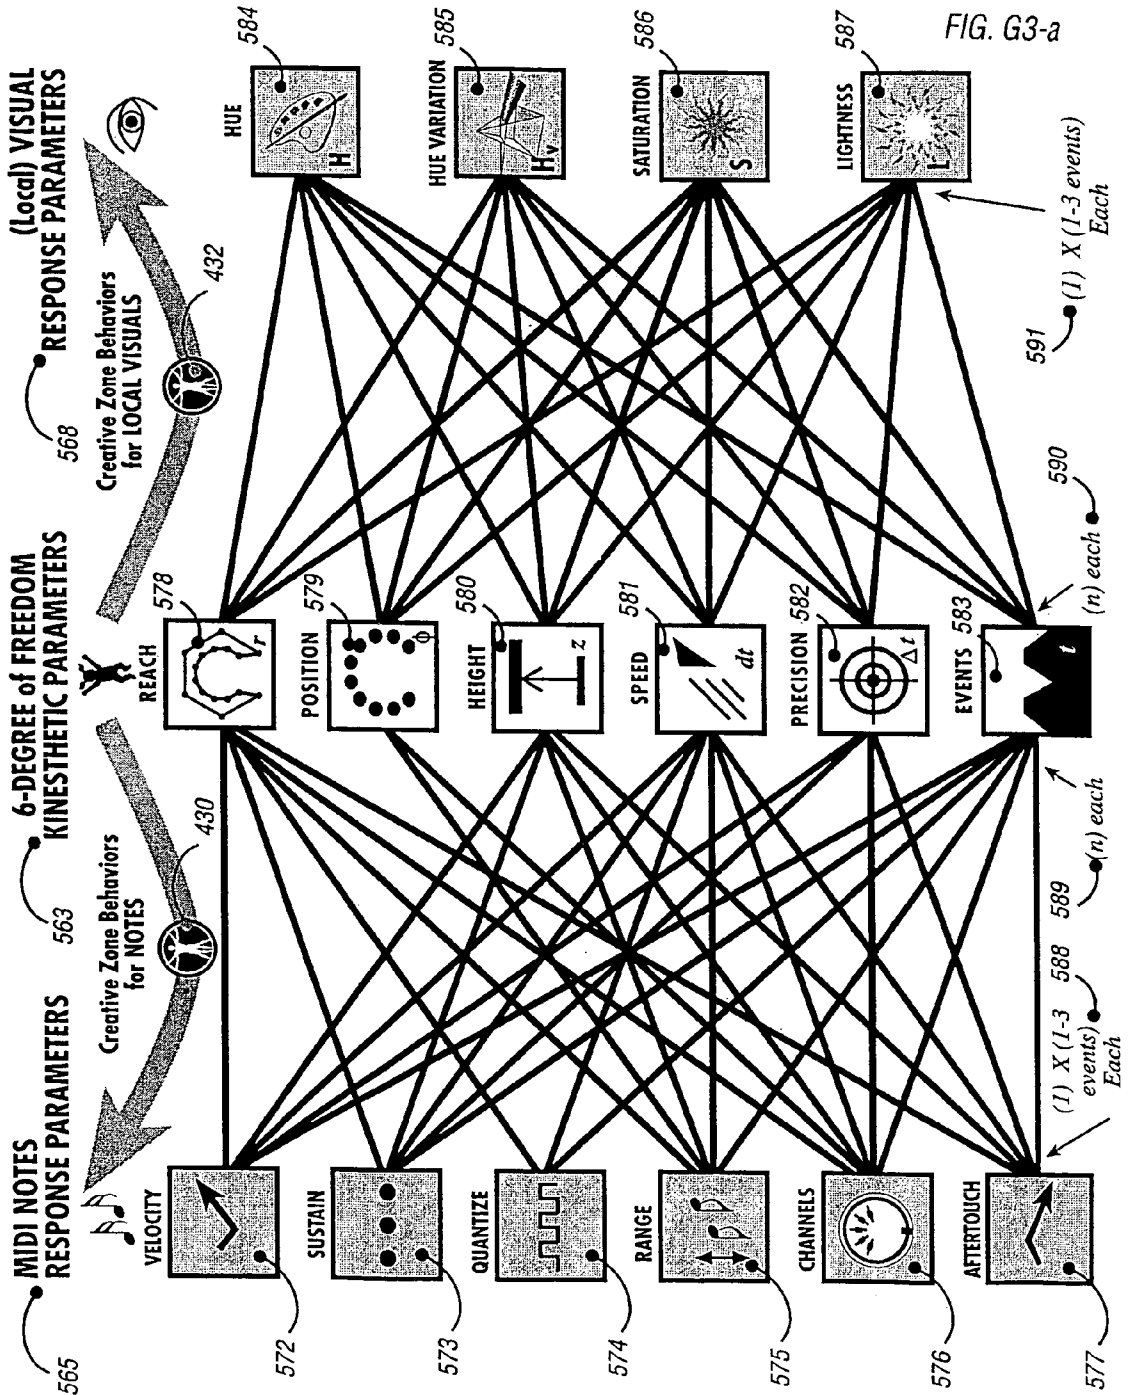 565
MIDI NOTES
RESPONSE PARAMETERS
563
6-DEGREE of FREEDOM
KINESTHETIC PARAMETERS
568
(Local) VISUAL
RESPONSE PARAMETERS
Creative Zone Behaviors
for NOTES
430
Creative Zone Behaviors
for LOCAL VISUALS
432
VELOCITY
572
SUSTAIN
573
QUANTIZE
574
RANGE
575
CHANNELS
576
AFTERTOUCH
577
REACH
578
r
POSITION
579
ϕ
HEIGHT
580
z
SPEED
581
dt
PRECISION
582
Δt
EVENTS
583
t
HUE
584
H
HUE VARIATION
585
Hv
SATURATION
586
S
LIGHTNESS
587
L
(1) X (1-3
events)
Each
588
589
(n) each
(n) each
590
591
(1) X (1-3 events)
Each
FIG. G3-a